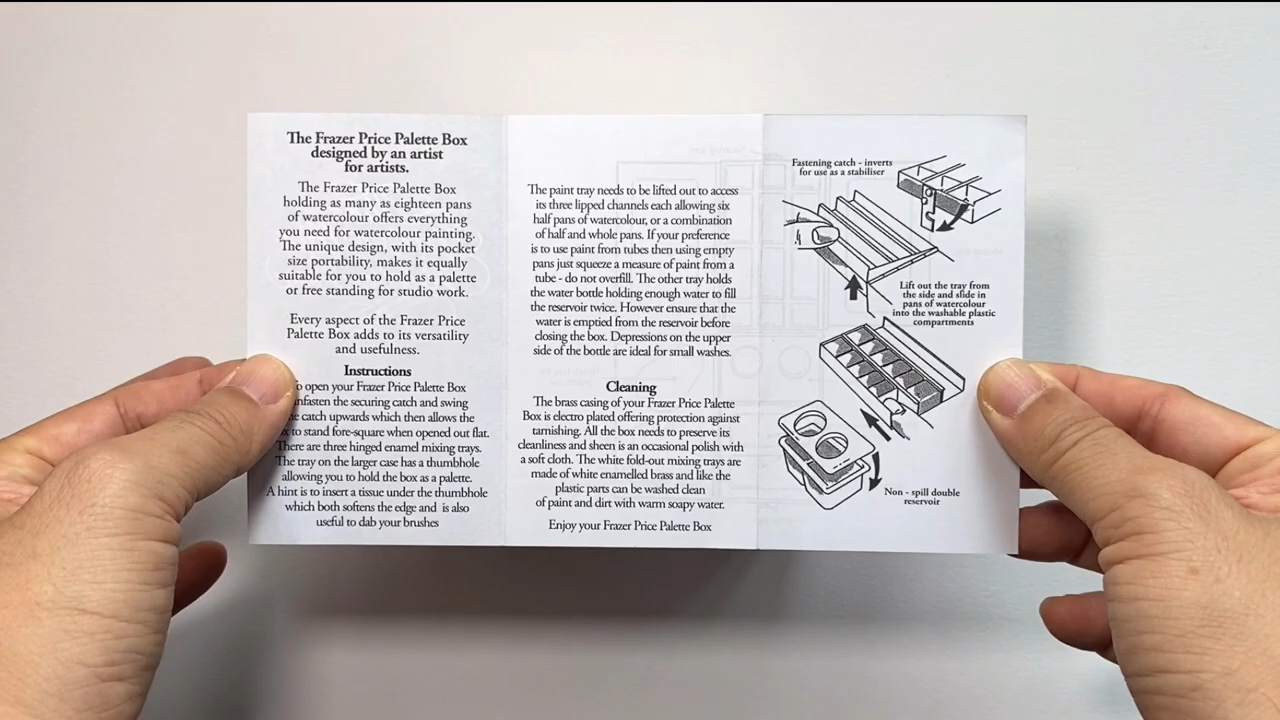 The Frazer Price Palette Box
designed by an artist
for artists.
The Frazer Price Palette Box
holding as many as eighteen pans
of watercolour offers everything
you need for watercolour painting.
The unique design, with its pocket
size portability, makes it equally
suitable for you to hold as a palette
or free standing for studio work.
Every aspect of the Frazer Price
Palette Box adds to its versatility
and usefulness.
Instructions
open your Frazer Price Palette Box
the securing catch and swing
catch upwards which then allows the
to stand fore-square when opened out flat.
There are three hinged enamel mixing trays.
The tray on the larger case has a thumbhole
allowing you to hold the box as a palette.
A hint is to insert a tissue under the thumbhole
which both softens the edge and is also
useful to dab your brushes
The paint tray needs to be lifted out to access
its three lipped channels each allowing six
half pans of watercolour, or a combination
of half and whole pans. If your preference
is to use paint from tubes then using empty
pans just squeeze a measure of paint from a
tube - do not overfill. The other tray holds
the water bottle holding enough water to fill
the reservoir twice. However ensure that the
water is emptied from the reservoir before
closing the box. Depressions on the upper
side of the bottle are ideal for small washes.
Cleaning
The brass casing of your Frazer Price Palette
Box is electro plated offering protection against
tarnishing. All the box needs to preserve its
cleanliness and sheen is an occasional polish with
a soft cloth. The white fold-out mixing trays are
made of white enamelled brass and like the
plastic parts can be washed clean
of paint and dirt with warm soapy water.
Enjoy your Frazer Price Palette Box
Fastening catch - inverts
for use as a stabiliser
Lift out the tray from
the side and slide in
pans of watercolour
into the washable plastic
compartments
Non - spill double
reservoir